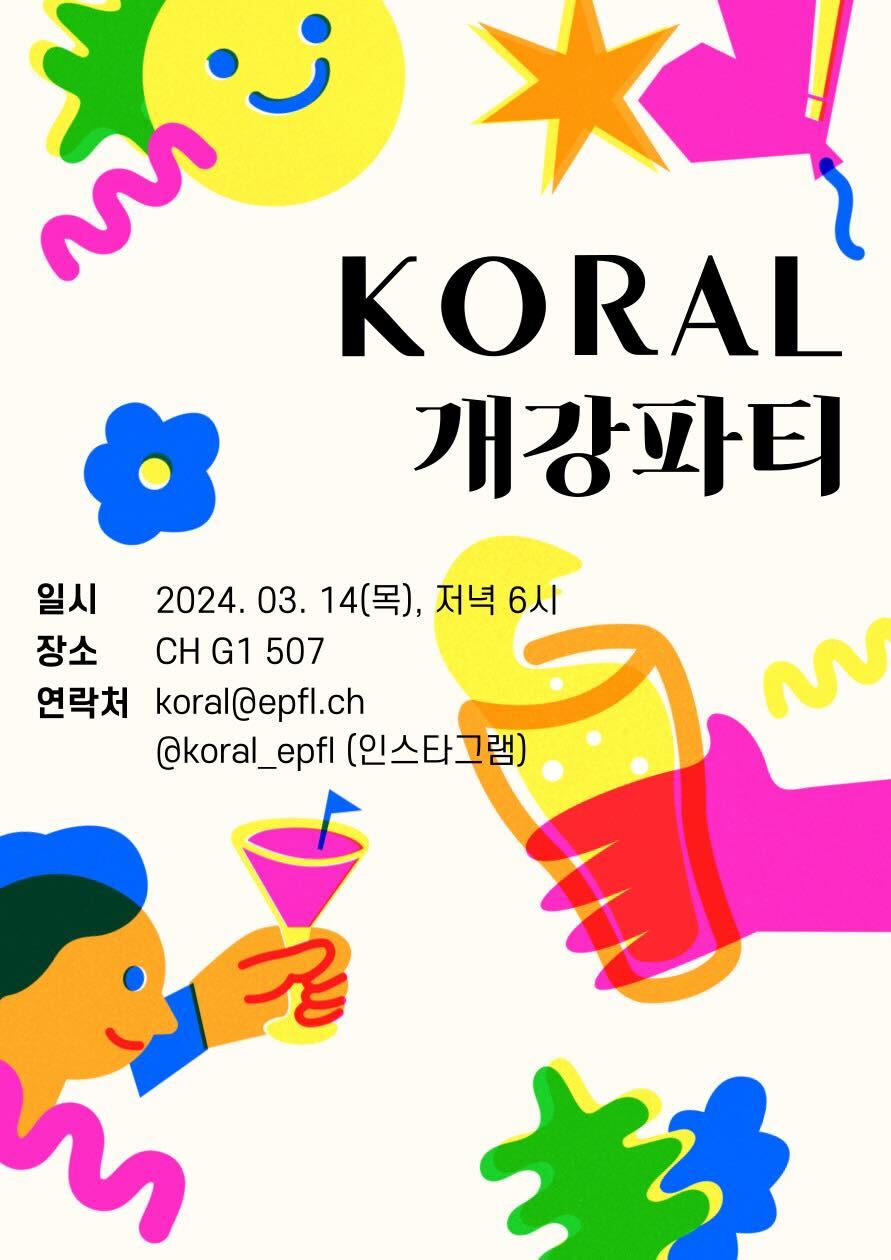 KORAL
개강파티
일시 2024. 03. 14(목), 저녁 6시
장소 CH G1 507
연락처 koral@epfl.ch
@koral_epfl (인스타그램)